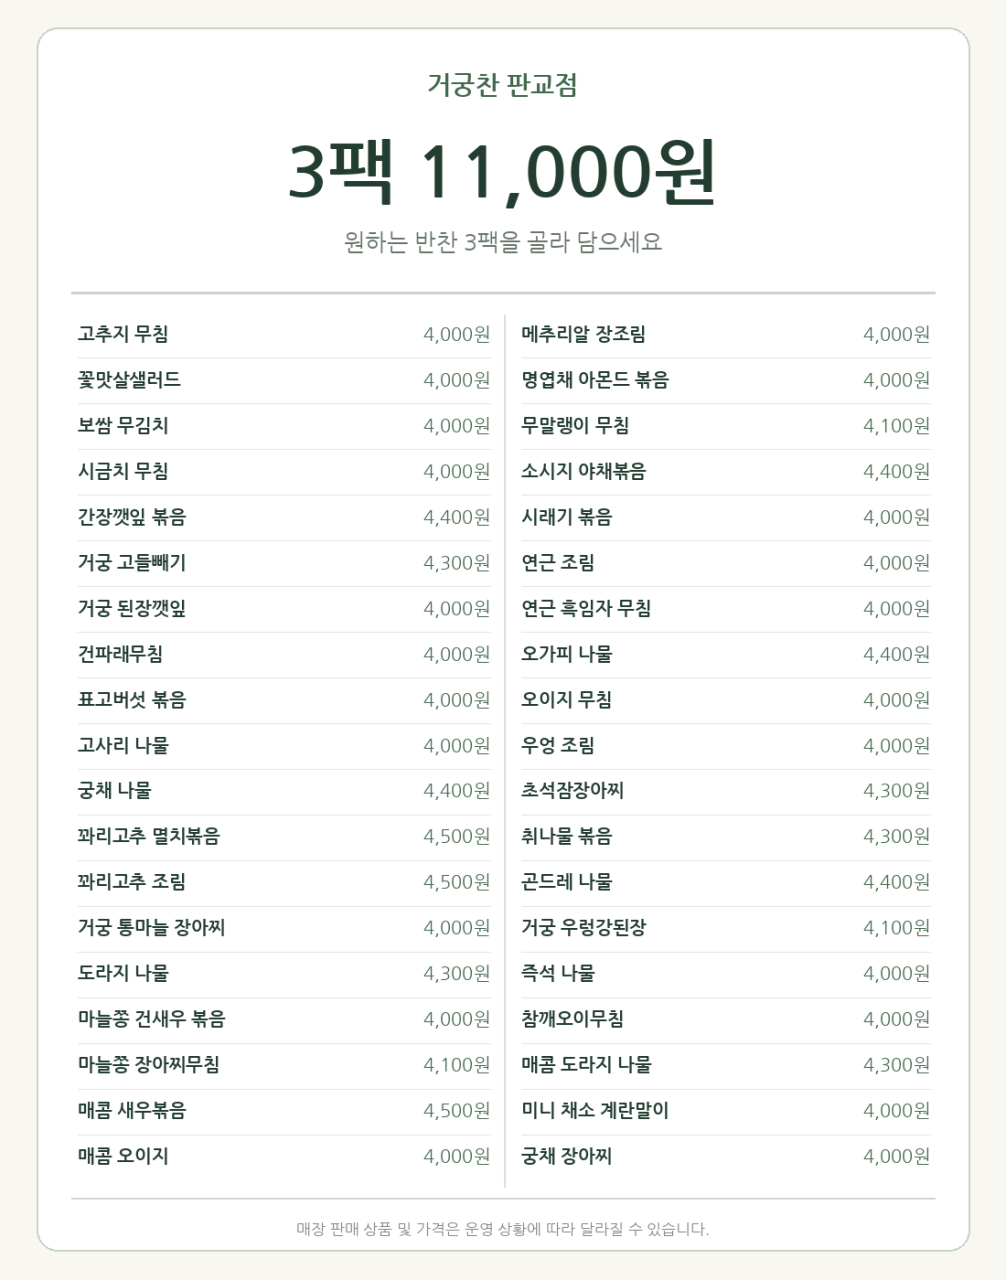 거궁찬 판교점
3팩 11,000원
원하는 반찬 3팩을 골라 담으세요
고추지 무침 4,000원
꽃맛살샐러드 4,000원
보쌈 무김치 4,000원
시금치 무침 4,000원
간장깻잎 볶음 4,400원
거궁 고들빼기 4,300원
거궁 된장깻잎 4,000원
건파래무침 4,000원
표고버섯 볶음 4,000원
고사리 나물 4,000원
궁채 나물 4,400원
꽈리고추 멸치볶음 4,500원
꽈리고추 조림 4,500원
거궁 통마늘 장아찌 4,000원
도라지 나물 4,300원
마늘쫑 건새우 볶음 4,000원
마늘쫑 장아찌무침 4,100원
매콤 새우볶음 4,500원
매콤 오이지 4,000원
메추리알 장조림 4,000원
명엽채 아몬드 볶음 4,000원
무말랭이 무침 4,100원
소시지 야채볶음 4,400원
시래기 볶음 4,000원
연근 조림 4,000원
연근 흑임자 무침 4,000원
오가피 나물 4,400원
오이지 무침 4,000원
우엉 조림 4,000원
초석잠장아찌 4,300원
취나물 볶음 4,300원
곤드레 나물 4,400원
거궁 우렁강된장 4,100원
즉석 나물 4,000원
참깨오이무침 4,000원
매콤 도라지 나물 4,300원
미니 채소 계란말이 4,000원
궁채 장아찌 4,000원
매장 판매 상품 및 가격은 운영 상황에 따라 달라질 수 있습니다.